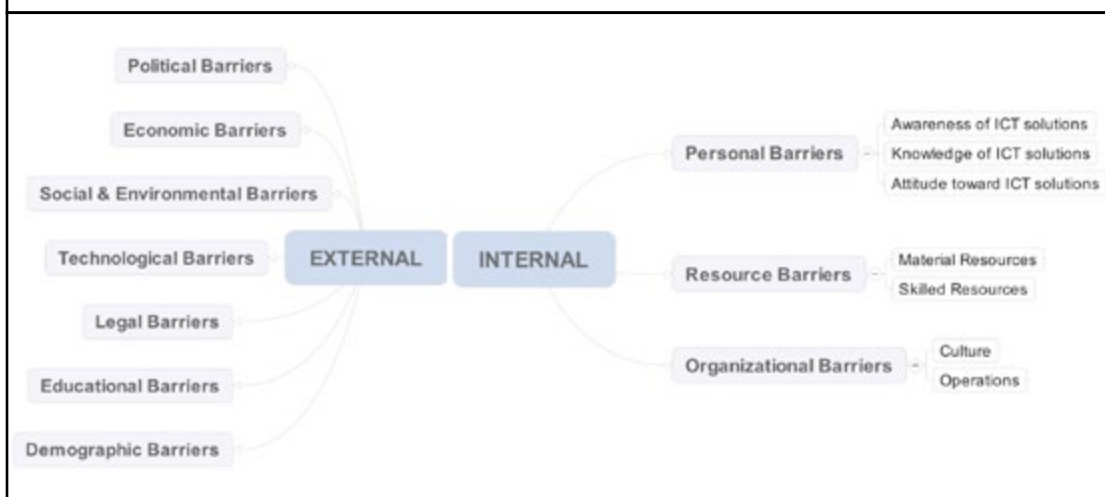 Political Barriers
Economic Barriers
Social & Environmental Barriers
Technological Barriers
Legal Barriers
Educational Barriers
Demographic Barriers
EXTERNAL
INTERNAL
Personal Barriers
Awareness of ICT solutions
Knowledge of ICT solutions
Attitude toward ICT solutions
Resource Barriers
Material Resources
Skilled Resources
Organizational Barriers
Culture
Operations